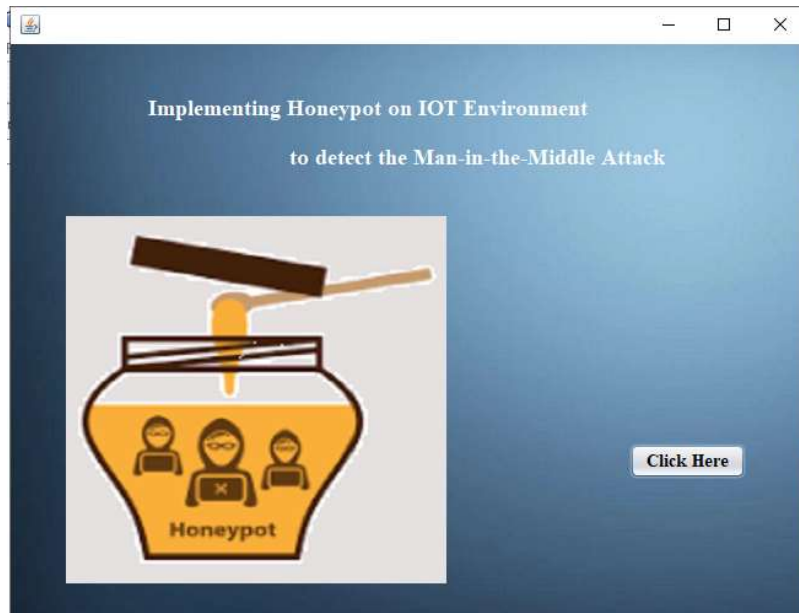 Implementing Honeypot on IOT Environment
to detect the Man-in-the-Middle Attack
Honeypot
Click Here